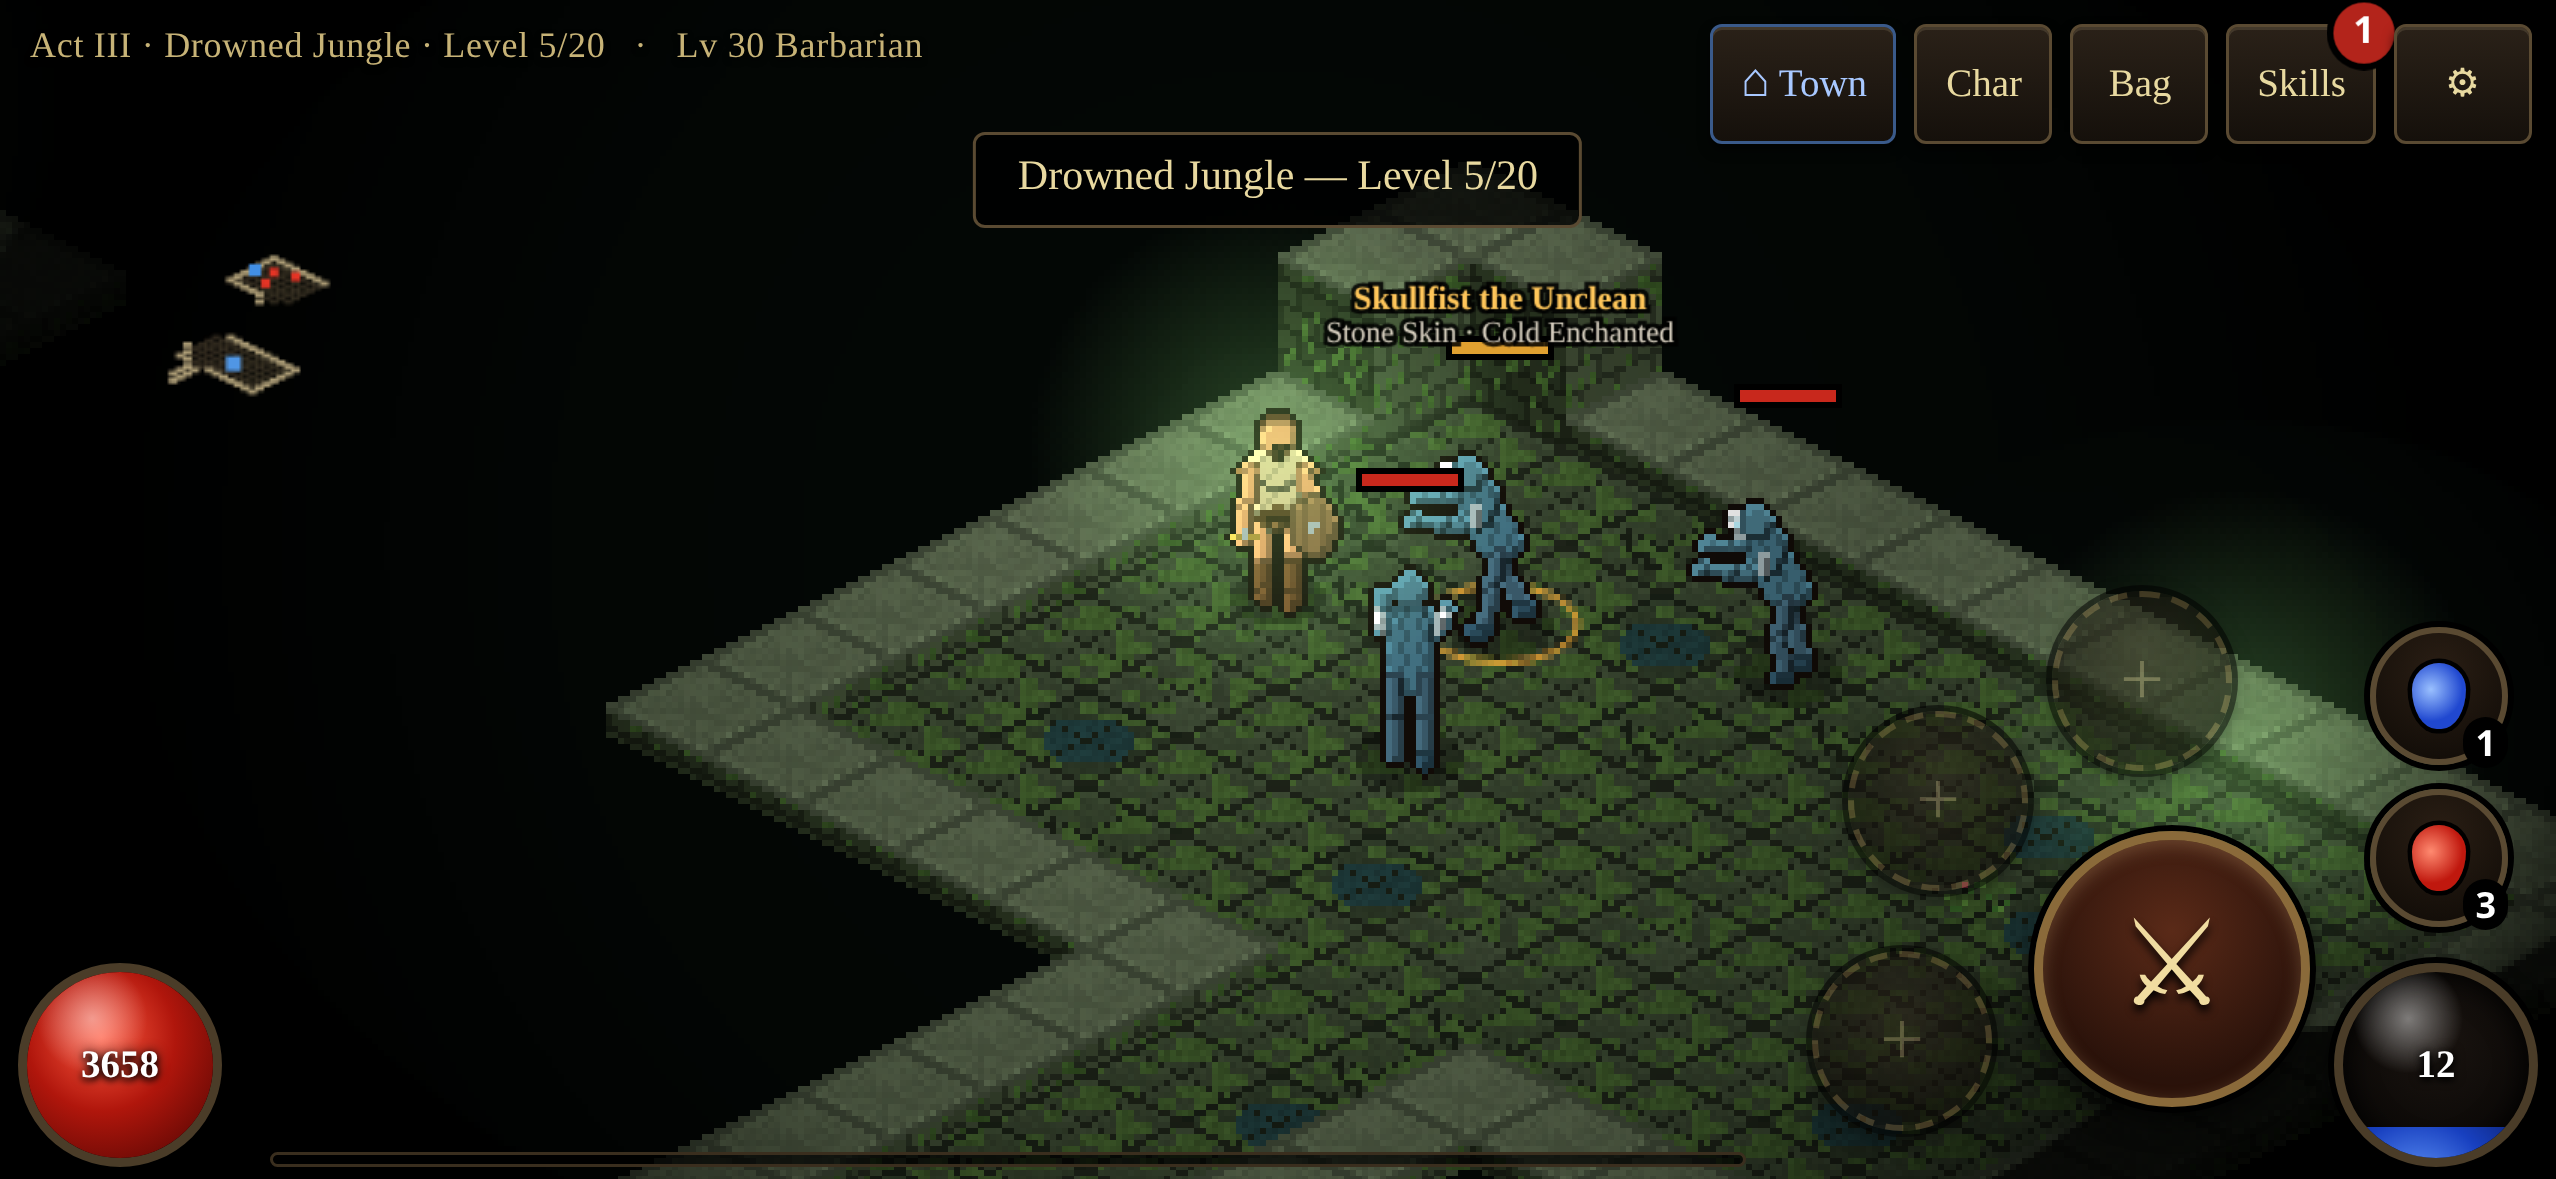 Act III · Drowned Jungle · Level 5/20 · Lv 30 Barbarian
⌂ Town
Char
Bag
Skills
1
⚙
Drowned Jungle — Level 5/20
Skullfist the Unclean
Stone Skin · Cold Enchanted
1
3
3658
12